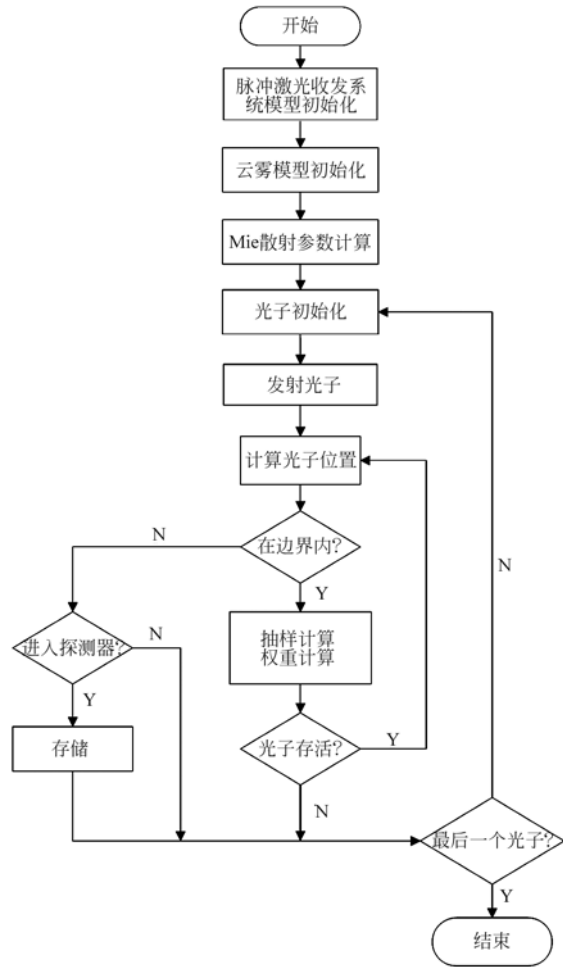 开始
脉冲激光收发系
统模型初始化
云雾模型初始化
Mie散射参数计算
光子初始化
发射光子
计算光子位置
在边界内?
N
Y
N
进入探测器?
N
抽样计算
权重计算
Y
存储
光子存活?
Y
N
最后一个光子?
Y
结束